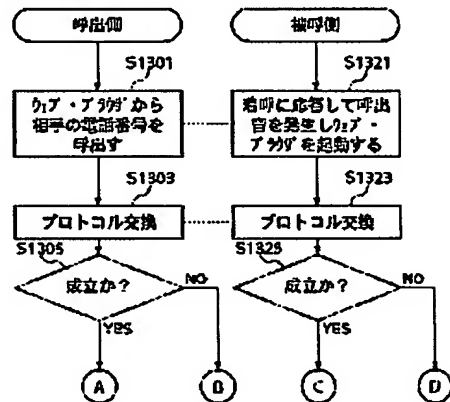 呼出側
被呼側
S1301
S1321
ウェブ・ブラウザから
相手の電話番号を
呼出す
着呼に応答して呼出
音を発生しウェブ・
ブラウザを起動する
S1303
S1323
プロトコル交換
プロトコル交換
S1305
S1325
成立か？
NO
成立か？
NO
YES
YES
A
B
C
D